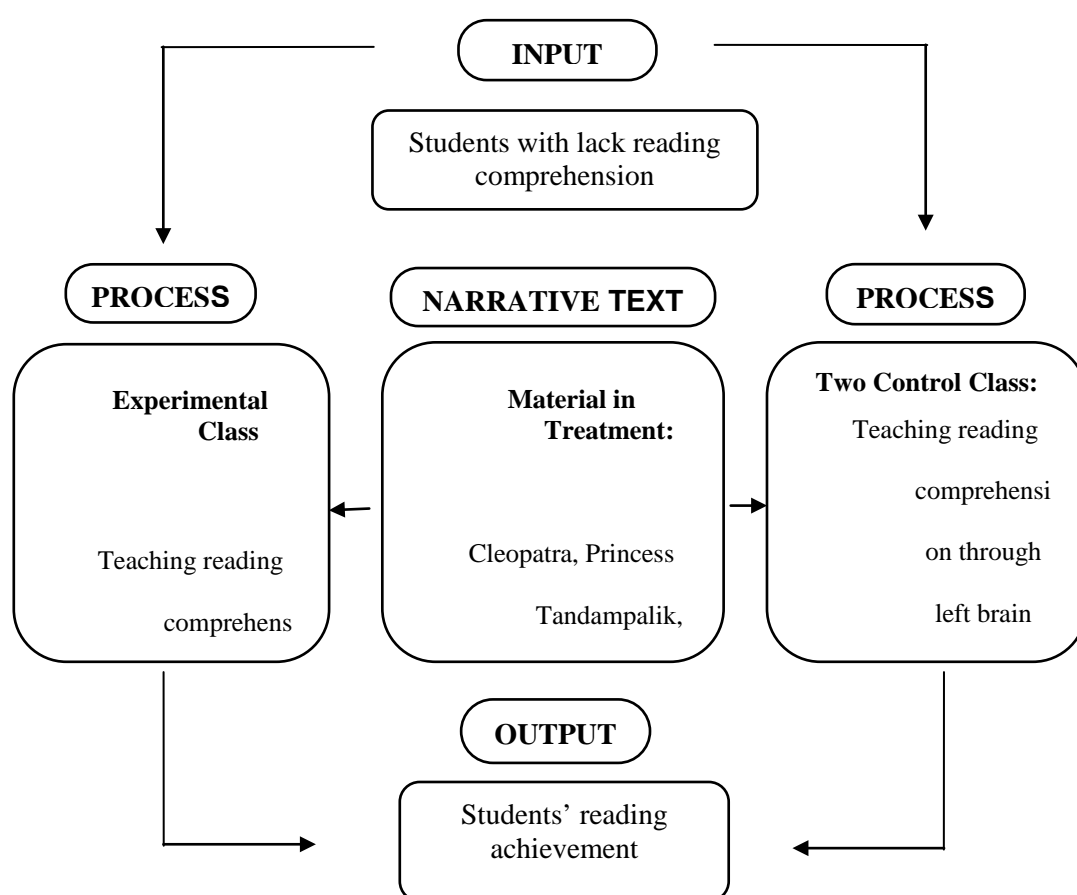 INPUT
Students with lack reading
comprehension
PROCESS
NARRATIVE TEXT
PROCESS
Experimental
Class
Teaching reading
comprehens
Material in
Treatment:
Cleopatra, Princess
Tandampalik,
Two Control Class:
Teaching reading
comprehensi
on through
left brain
OUTPUT
Students’ reading
achievement